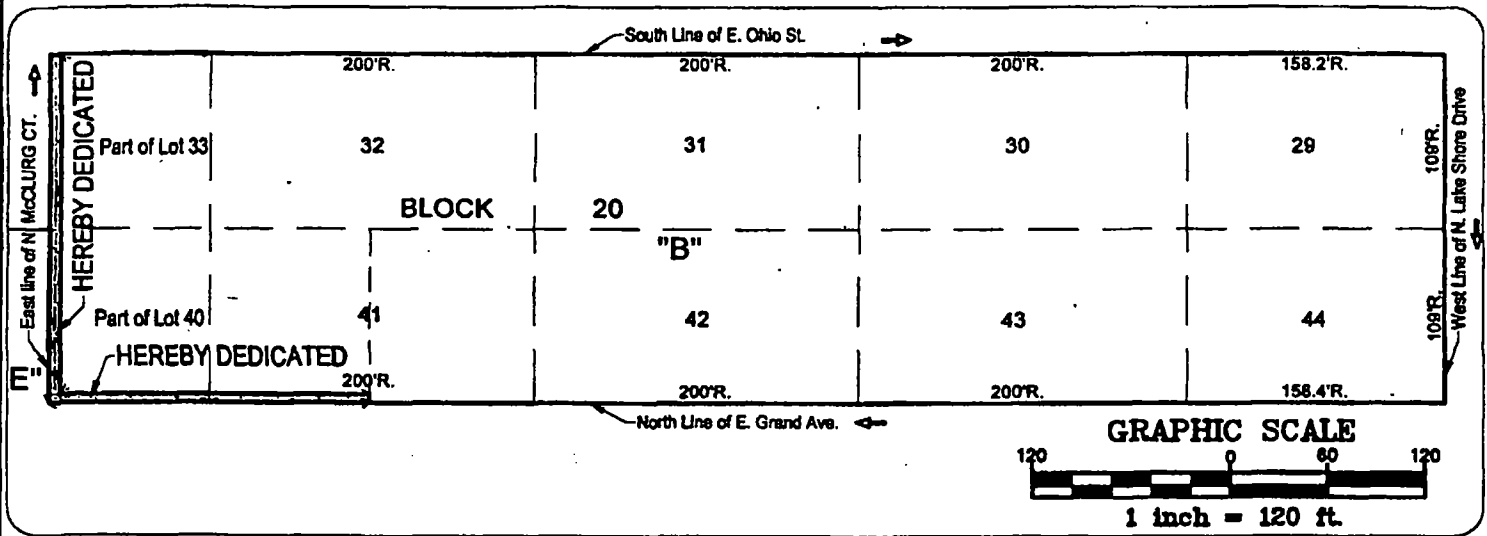 South Line of E. Ohio St.
200'R. 200'R. 200'R. 158.2'R.
East line of N. McCLURG CT.
HEREBY DEDICATED
Part of Lot 33 32 31 30 29
109'R.
West Line of N. Lake Shore Drive
BLOCK 20
"B"
Part of Lot 40 41 42 43 44
109'R.
HEREBY DEDICATED
E"
200'R. 200'R. 200'R. 158.4'R.
North Line of E. Grand Ave.
GRAPHIC SCALE
120 0 60 120
1 inch = 120 ft.